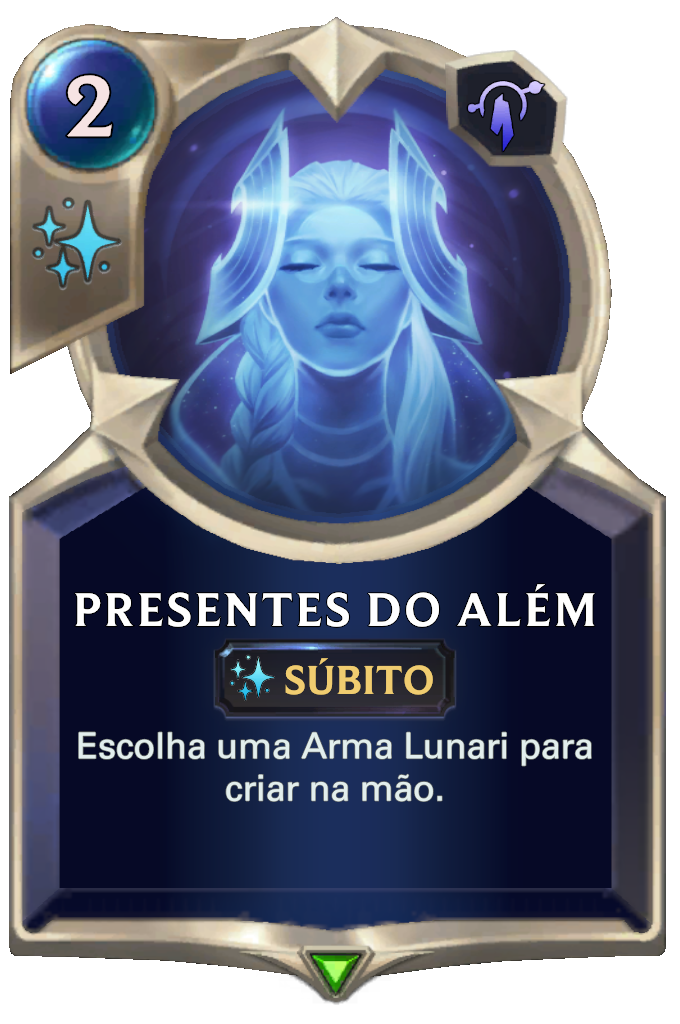 2
PRESENTES DO ALÉM
SÚBITO
Escolha uma Arma Lunari para
criar na mão.